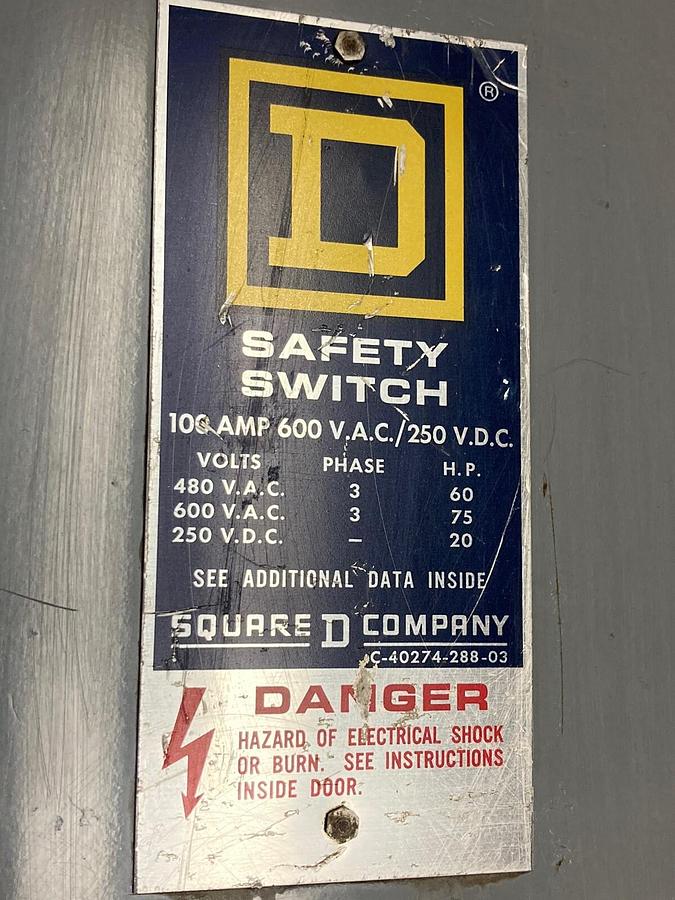 D
®
SAFETY
SWITCH
100 AMP 600 V.A.C./250 V.D.C.
VOLTS PHASE H.P.
480 V.A.C. 3 60
600 V.A.C. 3 75
250 V.D.C. — 20
SEE ADDITIONAL DATA INSIDE
SQUARE D COMPANY
C-40274-288-03
DANGER
HAZARD OF ELECTRICAL SHOCK
OR BURN. SEE INSTRUCTIONS
INSIDE DOOR.